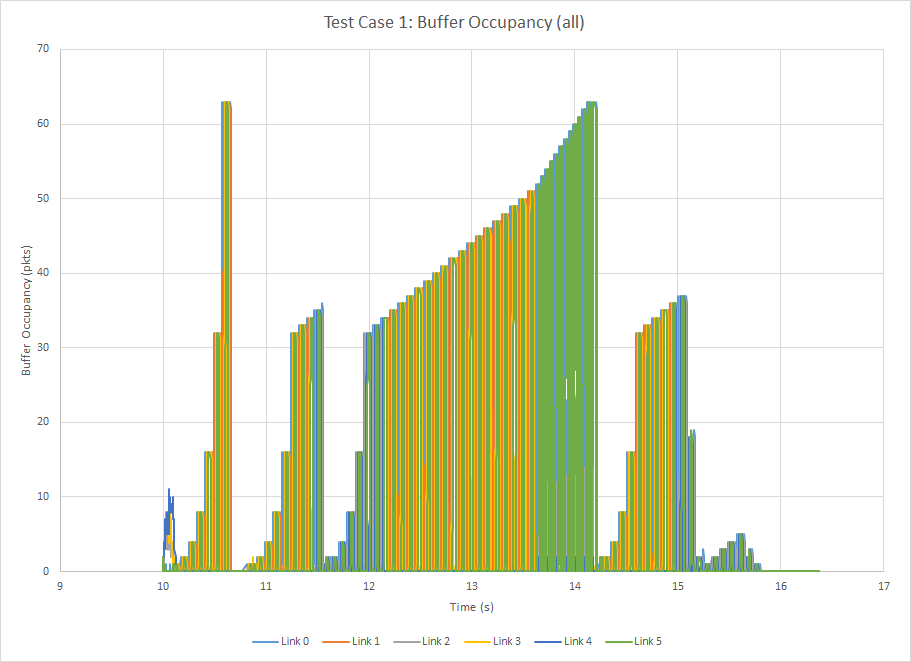 Test Case 1: Buffer Occupancy (all)
70
60
50
40
30
20
10
0
Buffer Occupancy (pkts)
9 10 11 12 13 14 15 16 17
Time (s)
Link 0 Link 1 Link 2 Link 3 Link 4 Link 5